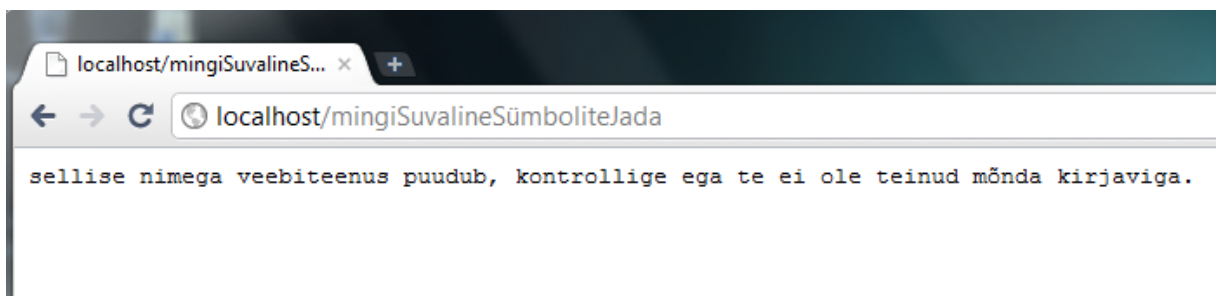 localhost/mingiSuvalineS...
localhost/mingiSuvalineSümboliteJada
sellise nimega veebiteenus puudub, kontrollige ega te ei ole teinud mõnda kirjaviga.